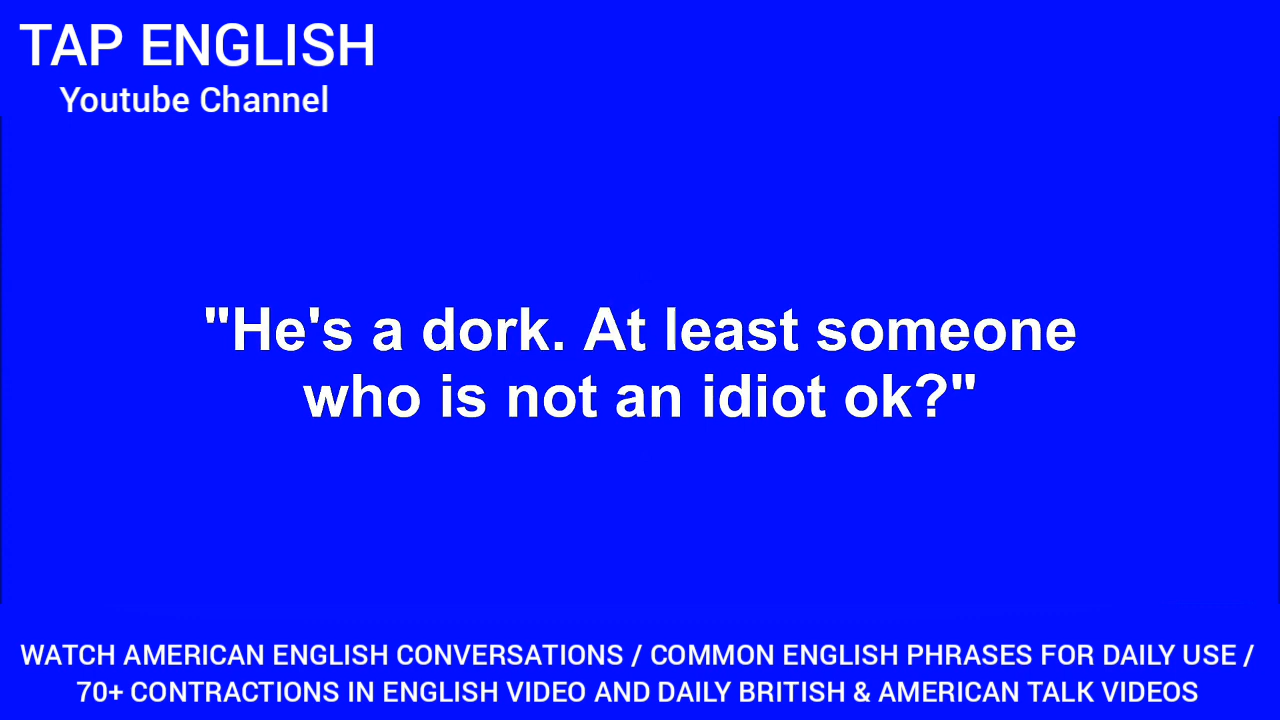 TAP ENGLISH
Youtube Channel
"He's a dork. At least someone
who is not an idiot ok?"
WATCH AMERICAN ENGLISH CONVERSATIONS / COMMON ENGLISH PHRASES FOR DAILY USE /
70+ CONTRACTIONS IN ENGLISH VIDEO AND DAILY BRITISH & AMERICAN TALK VIDEOS